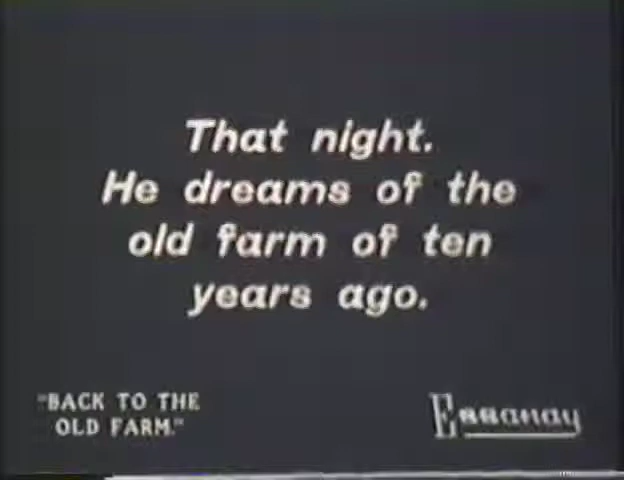 That night.
He dreams of the
old farm of ten
years ago.
"BACK TO THE
OLD FARM."
Essanay